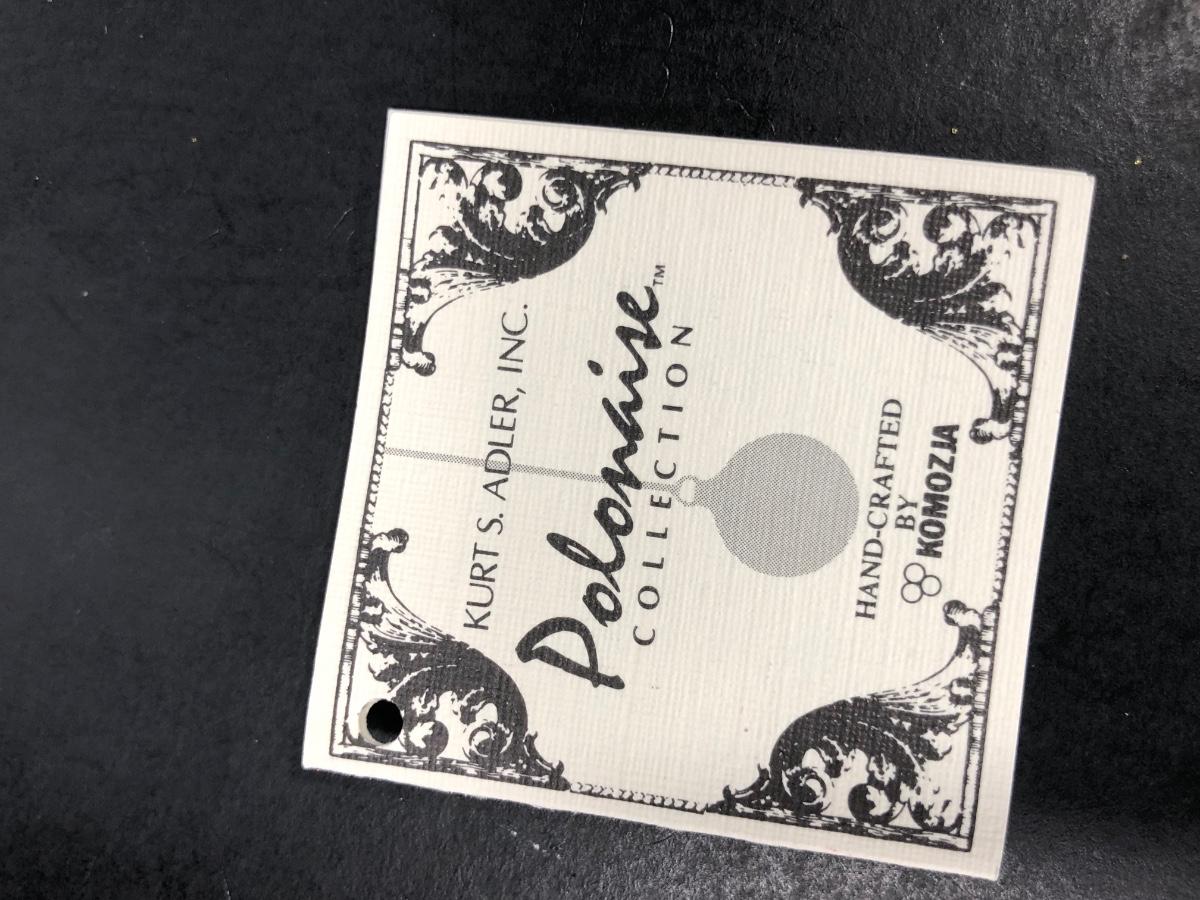 KURT S. ADLER, INC.
Polonaise™
COLLECTION
HAND-CRAFTED
BY
KOMOZJA